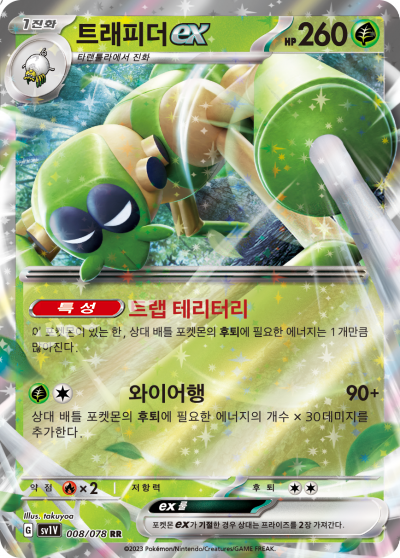 1진화
트래피더 ex
HP 260
타랜툴라에서 진화
특성 트랩 테리터리
이 포켓몬이 있는 한, 상대 배틀 포켓몬의 후퇴에 필요한 에너지는 1개만큼
많아진다.
와이어행 90+
상대 배틀 포켓몬의 후퇴에 필요한 에너지의 개수 × 30데미지를
추가한다.
약점 ×2 저항력 후퇴
Illus. takuyoa
G sv1V 008/078 RR
ex 룰
포켓몬 ex가 기절한 경우 상대는 프라이즈를 2장 가져간다.
©2023 Pokémon/Nintendo/Creatures/GAME FREAK.